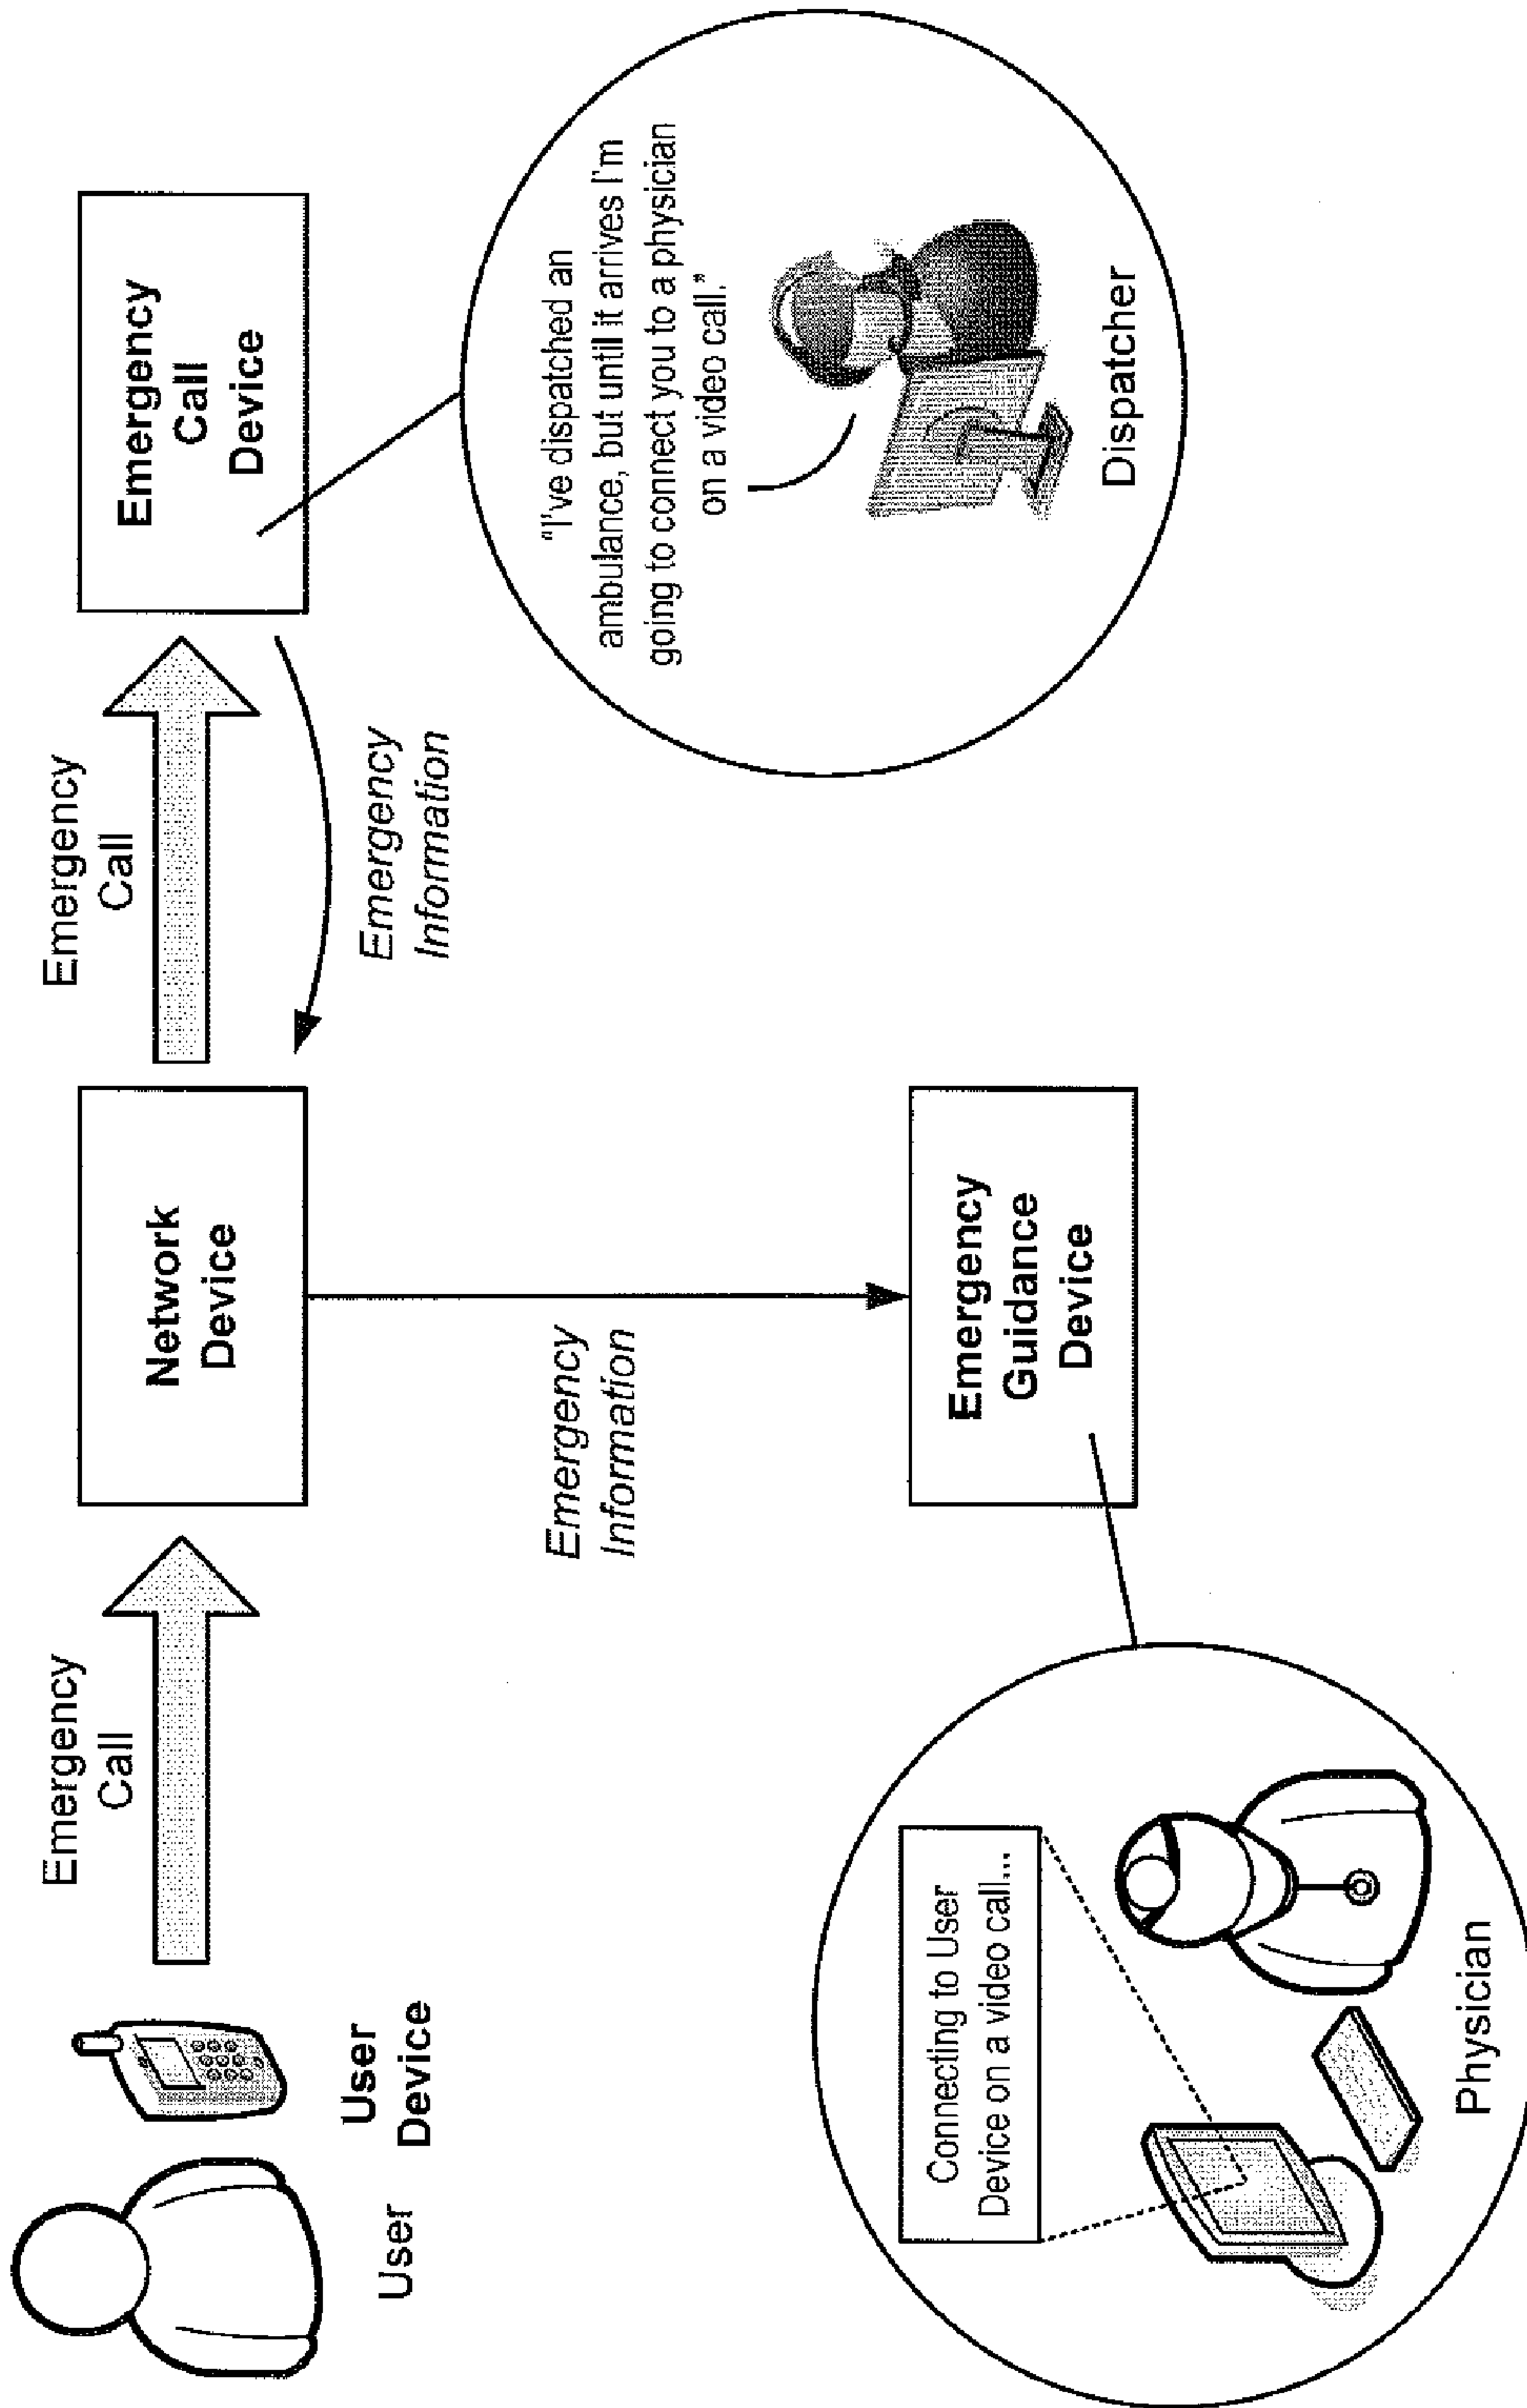 Emergency
Call
Emergency
Call
User
User
Device
Network
Device
Emergency
Call
Device
Emergency
Information
Emergency
Information
"I've dispatched an
ambulance, but until it arrives I'm
going to connect you to a physician
on a video call."
Dispatcher
Emergency
Guidance
Device
Connecting to User
Device on a video call...
Physician